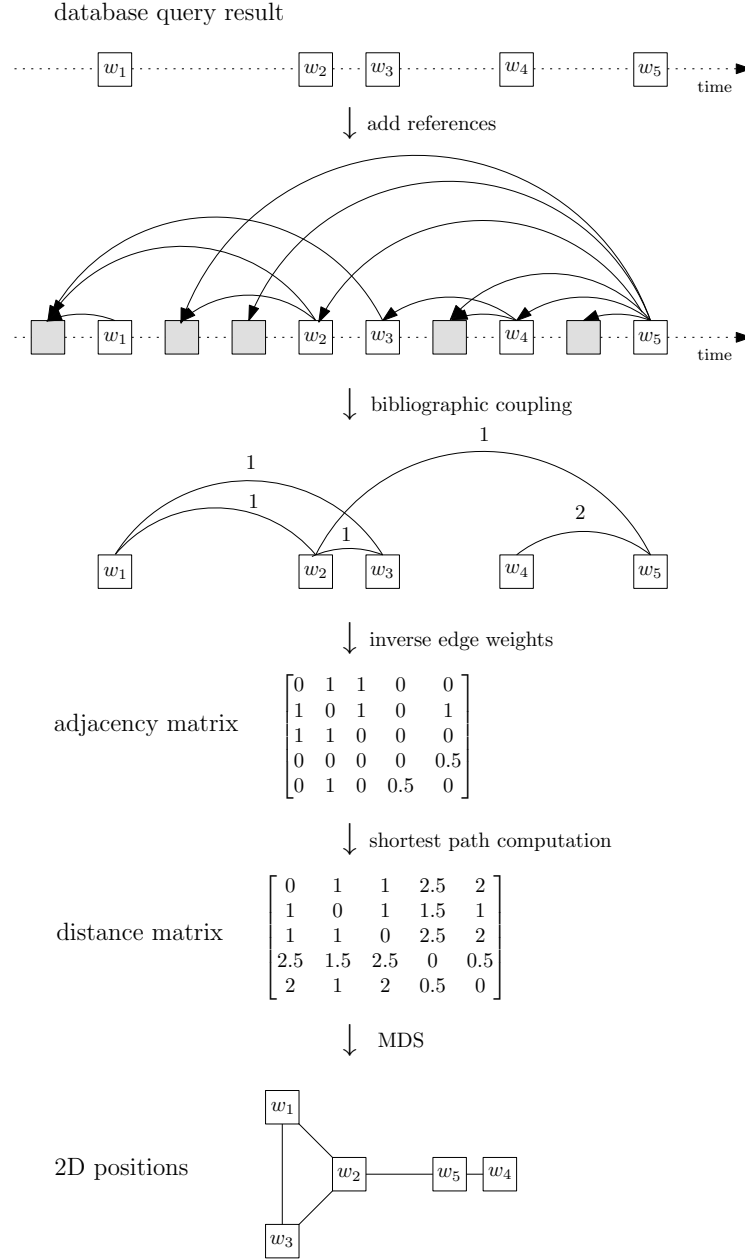 database query result
w1 w2 w3 w4 w5
time
add references
w1 w2 w3 w4 w5
time
bibliographic coupling
1
1
1
1
2
w1 w2 w3 w4 w5
inverse edge weights
adjacency matrix
0 1 1 0 0
1 0 1 0 1
1 1 0 0 0
0 0 0 0 0.5
0 1 0 0.5 0
shortest path computation
distance matrix
0 1 1 2.5 2
1 0 1 1.5 1
1 1 0 2.5 2
2.5 1.5 2.5 0 0.5
2 1 2 0.5 0
MDS
2D positions
w1
w2 w5 w4
w3